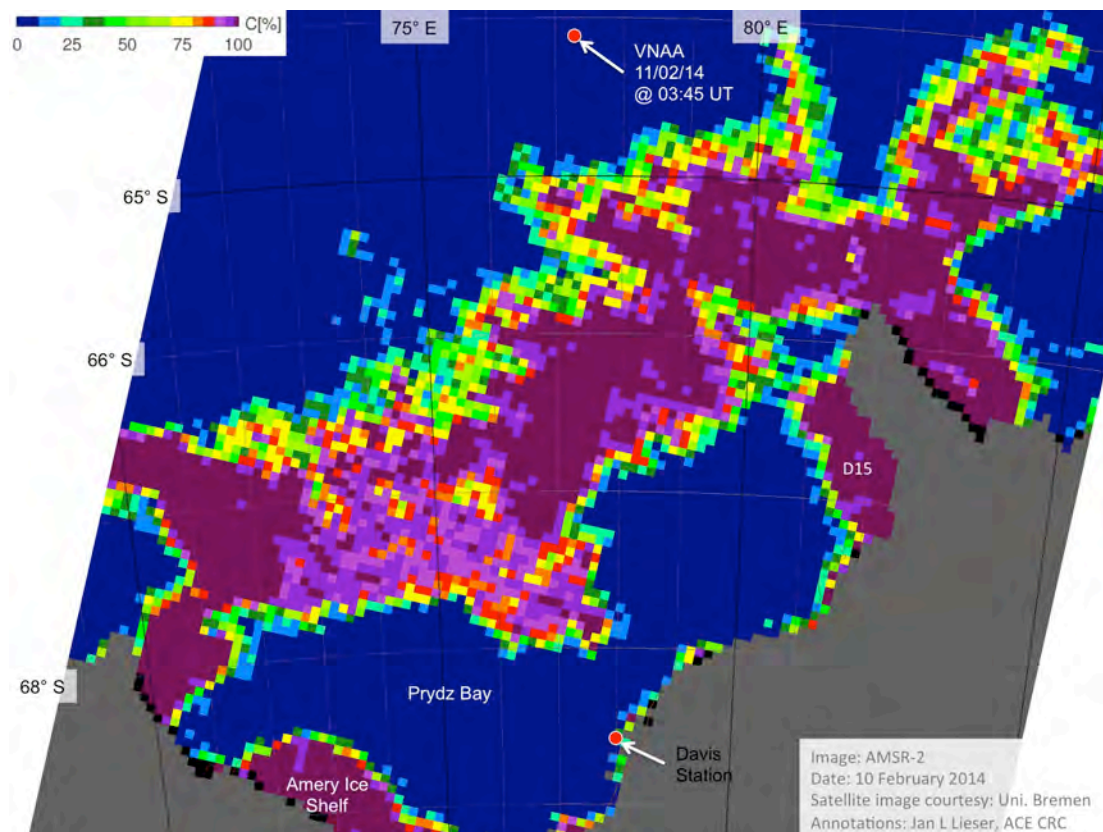 C[%]
0 25 50 75 100
75° E
80° E
VNAA
11/02/14
@ 03:45 UT
65° S
66° S
D15
68° S
Prydz Bay
Davis
Station
Amery Ice
Shelf
Image: AMSR-2
Date: 10 February 2014
Satellite image courtesy: Uni. Bremen
Annotations: Jan L Lieser, ACE CRC